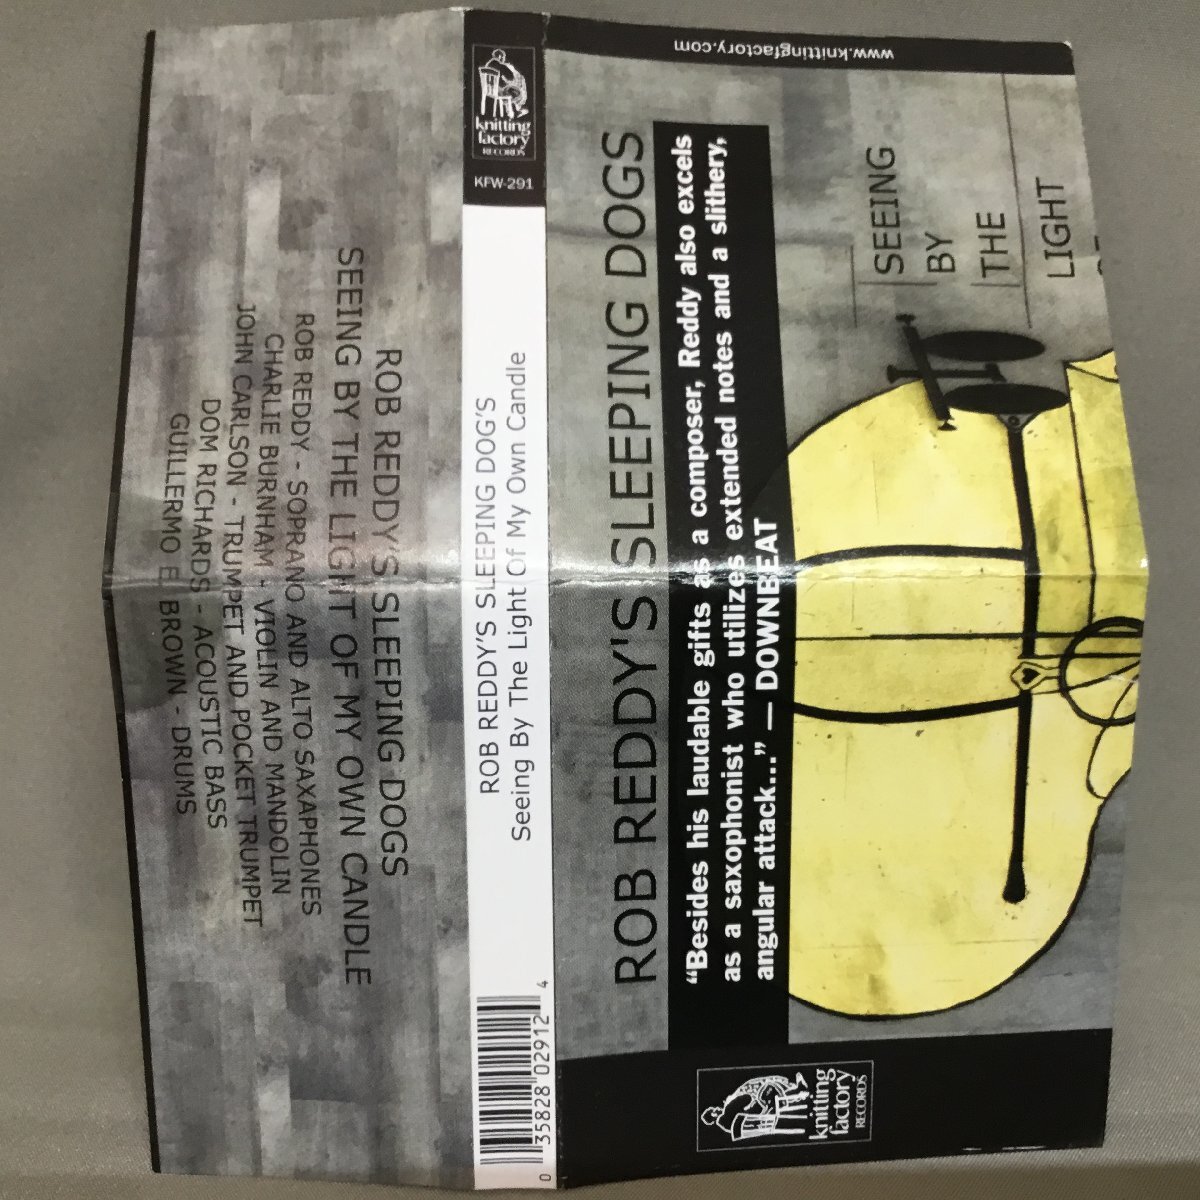 www.knittingfactory.com
ROB REDDY'S SLEEPING DOGS
"Besides his laudable gifts as a composer, Reddy also excels
as a saxophonist who utilizes extended notes and a slithery,
angular attack..." — DOWNBEAT
SEEING
BY
THE
LIGHT
knitting
factory
RECORDS
knitting
factory
RECORDS
KFW-291
ROB REDDY'S SLEEPING DOG'S
Seeing By The Light Of My Own Candle
0 35828 02912 4
ROB REDDY'S SLEEPING DOGS
SEEING BY THE LIGHT OF MY OWN CANDLE
ROB REDDY - SOPRANO AND ALTO SAXAPHONES
CHARLIE BURNHAM - VIOLIN AND MANDOLIN
JOHN CARLSON - TRUMPET AND POCKET TRUMPET
DOM RICHARDS - ACOUSTIC BASS
GUILLERMO E. BROWN - DRUMS